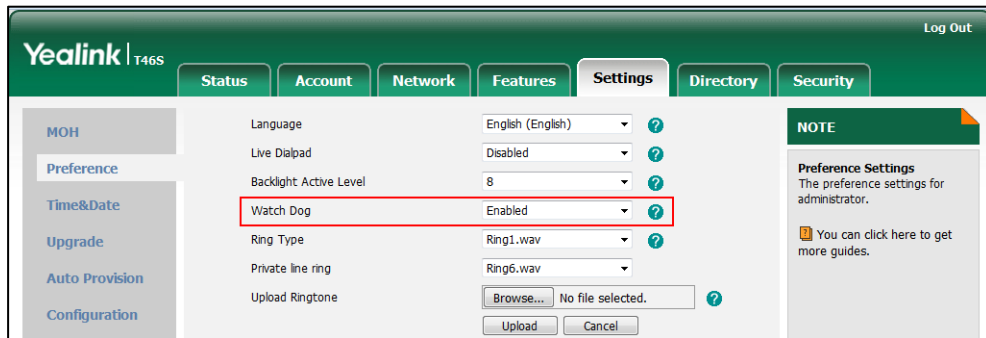 Log Out
Yealink T46S
Status Account Network Features Settings Directory Security
MOH
Preference
Time&Date
Upgrade
Auto Provision
Configuration
Language English (English) ?
Live Dialpad Disabled ?
Backlight Active Level 8 ?
Watch Dog Enabled ?
Ring Type Ring1.wav ?
Private line ring Ring6.wav
Upload Ringtone Browse... No file selected. ?
Upload Cancel
NOTE
Preference Settings
The preference settings for
administrator.
? You can click here to get
more guides.